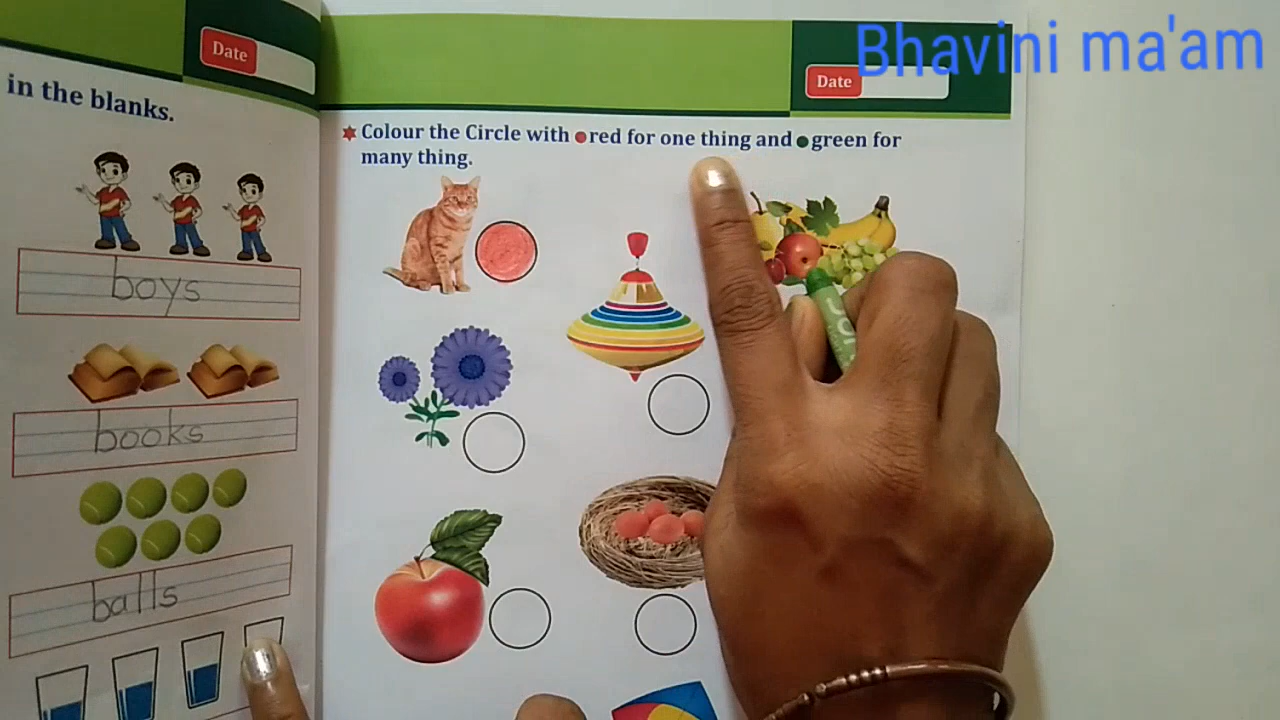 Bhavini ma'am
Date
in the blanks.
boys
books
balls
Date
Colour the Circle with red for one thing and green for
many thing.